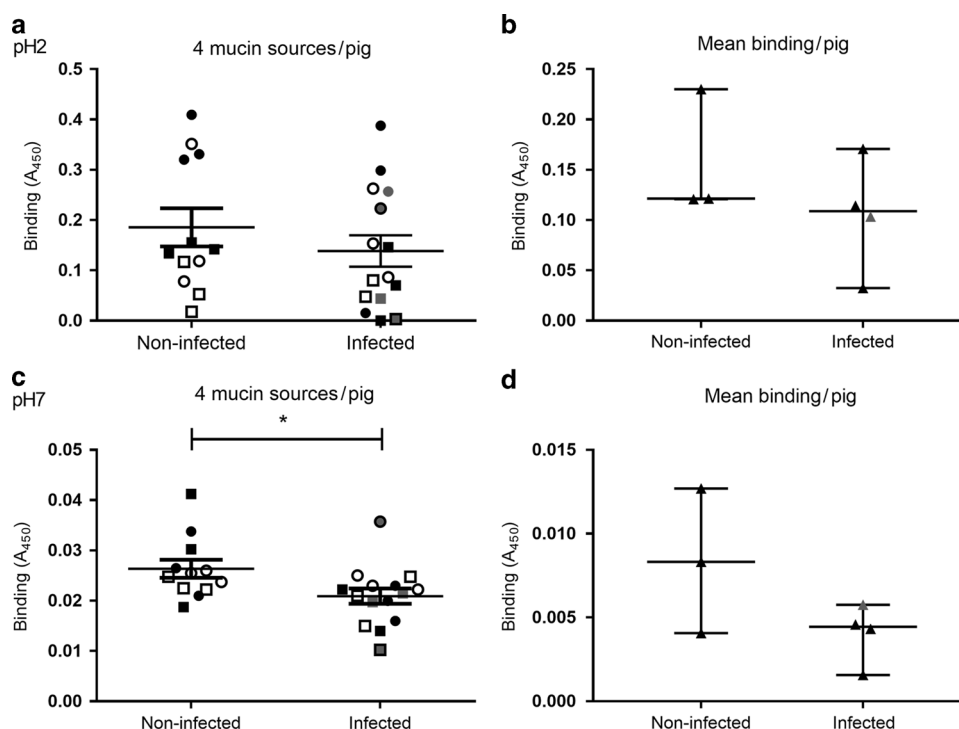 a
pH2
4 mucin sources/pig
Binding (A450)
0.5
0.4
0.3
0.2
0.1
0.0
Non-infected
Infected
b
Mean binding/pig
Binding (A450)
0.25
0.20
0.15
0.10
0.05
0.00
Non-infected
Infected
c
pH7
4 mucin sources/pig
*
Binding (A450)
0.05
0.04
0.03
0.02
0.01
0.00
Non-infected
Infected
d
Mean binding/pig
Binding (A450)
0.015
0.010
0.005
0.000
Non-infected
Infected